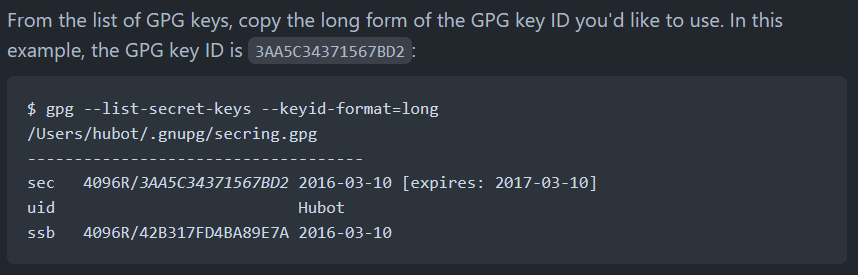 From the list of GPG keys, copy the long form of the GPG key ID you'd like to use. In this
example, the GPG key ID is 3AA5C34371567BD2:
$ gpg --list-secret-keys --keyid-format=long
/Users/hubot/.gnupg/secring.gpg
------------------------------------
sec   4096R/3AA5C34371567BD2 2016-03-10 [expires: 2017-03-10]
uid                          Hubot
ssb   4096R/42B317FD4BA89E7A 2016-03-10